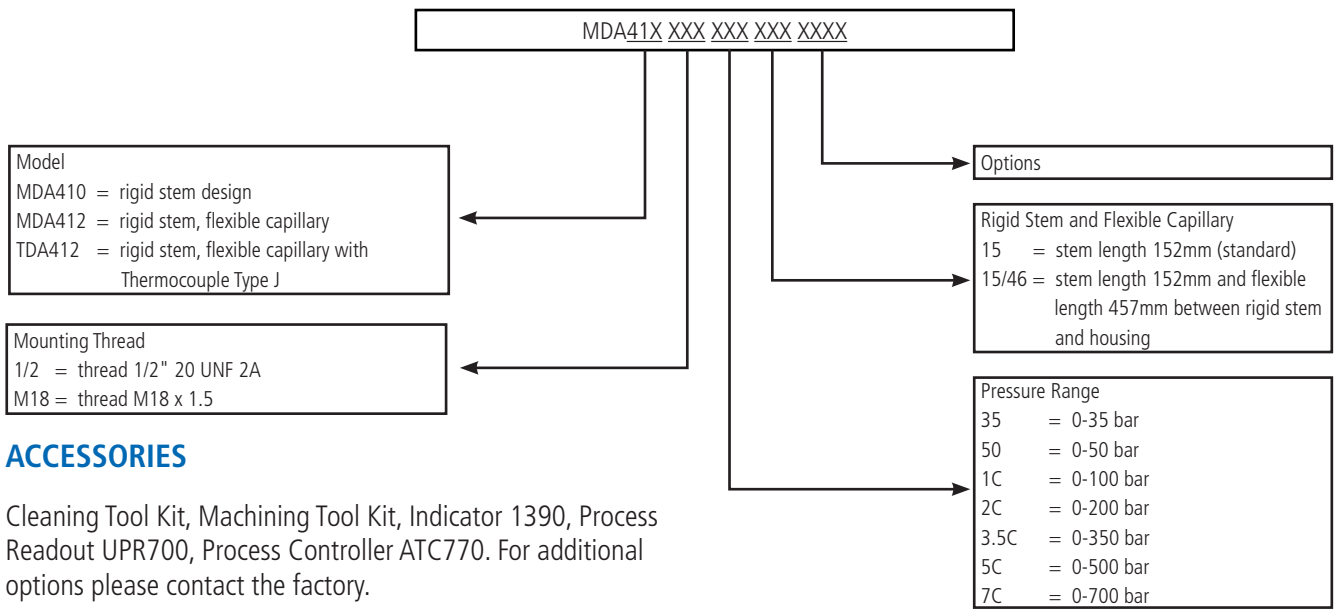 MDA41X XXX XXX XXX XXXX
Model
MDA410 = rigid stem design
MDA412 = rigid stem, flexible capillary
TDA412 = rigid stem, flexible capillary with
Thermocouple Type J
Mounting Thread
1/2 = thread 1/2" 20 UNF 2A
M18 = thread M18 x 1.5
Options
Rigid Stem and Flexible Capillary
15 = stem length 152mm (standard)
15/46 = stem length 152mm and flexible
length 457mm between rigid stem
and housing
Pressure Range
35 = 0-35 bar
50 = 0-50 bar
1C = 0-100 bar
2C = 0-200 bar
3.5C = 0-350 bar
5C = 0-500 bar
7C = 0-700 bar
ACCESSORIES
Cleaning Tool Kit, Machining Tool Kit, Indicator 1390, Process
Readout UPR700, Process Controller ATC770. For additional
options please contact the factory.